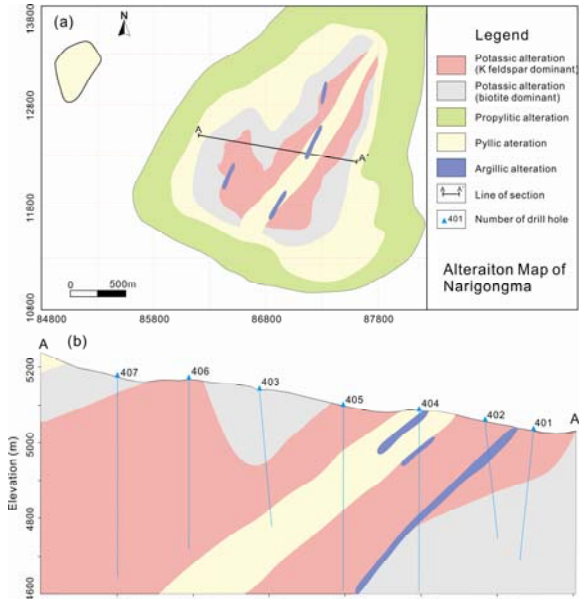 (a)
N
13800
12800
11800
10800
A
A'
0 500m
84800 85800 86800 87800
Legend
Potassic alteration
(K feldspar dominant)
Potassic alteration
(biotite dominant)
Propylitic ateration
Pyllic ateration
Argillic alteration
A A'
Line of section
401 Number of drill hole
Alteraiton Map of
Narigongma
A (b) A'
407 406 403 405 404 402 401
Elevation (m)
5200
5000
4800
4600